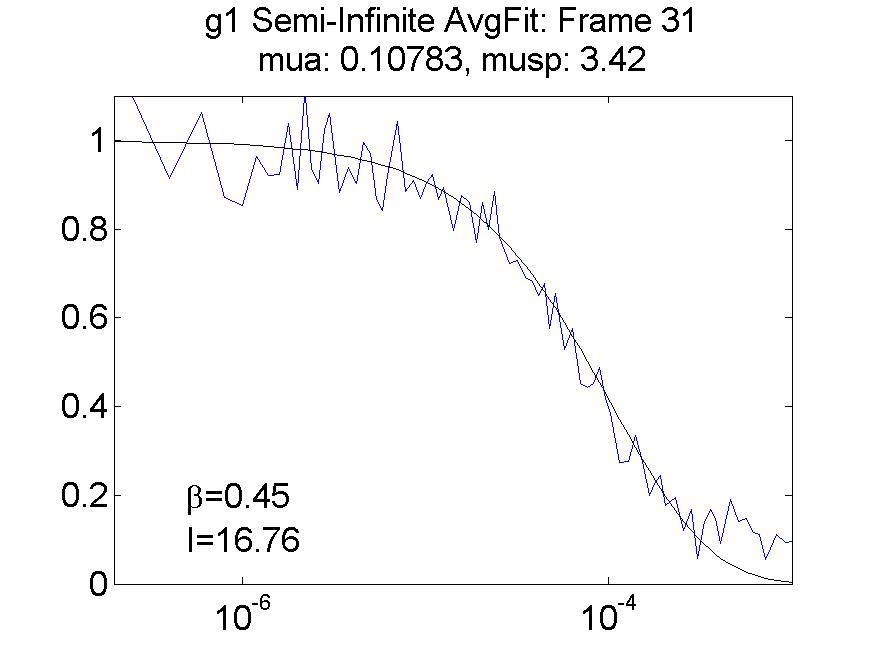 g1 Semi-Infinite AvgFit: Frame 31
mua: 0.10783, musp: 3.42
1
0.8
0.6
0.4
0.2
0
β=0.45
I=16.76
10^-6 10^-4